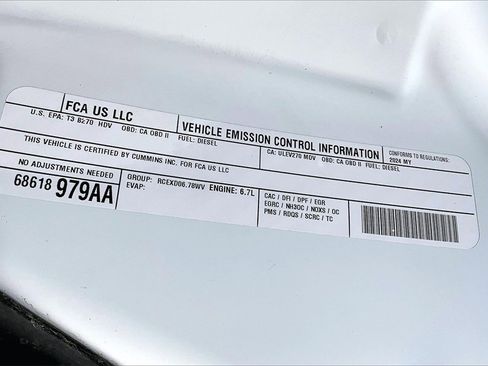 FCA US LLC
VEHICLE EMISSION CONTROL INFORMATION
CONFORMS TO REGULATIONS:
2024 MY
U.S. EPA: T3 B270 HDV OBD: CA OBD II FUEL: DIESEL
CA: ULEV270 MDV OBD: CA OBD II FUEL: DIESEL
THIS VEHICLE IS CERTIFIED BY CUMMINS INC. FOR FCA US LLC
NO ADJUSTMENTS NEEDED
68618 979AA
GROUP: RCEXD06.78WV ENGINE: 6.7L
EVAP:
CAC / DFI / DPF / EGR
EGRC / NH3OC / NOXS / OC
PMS / RDQS / SCRC / TC